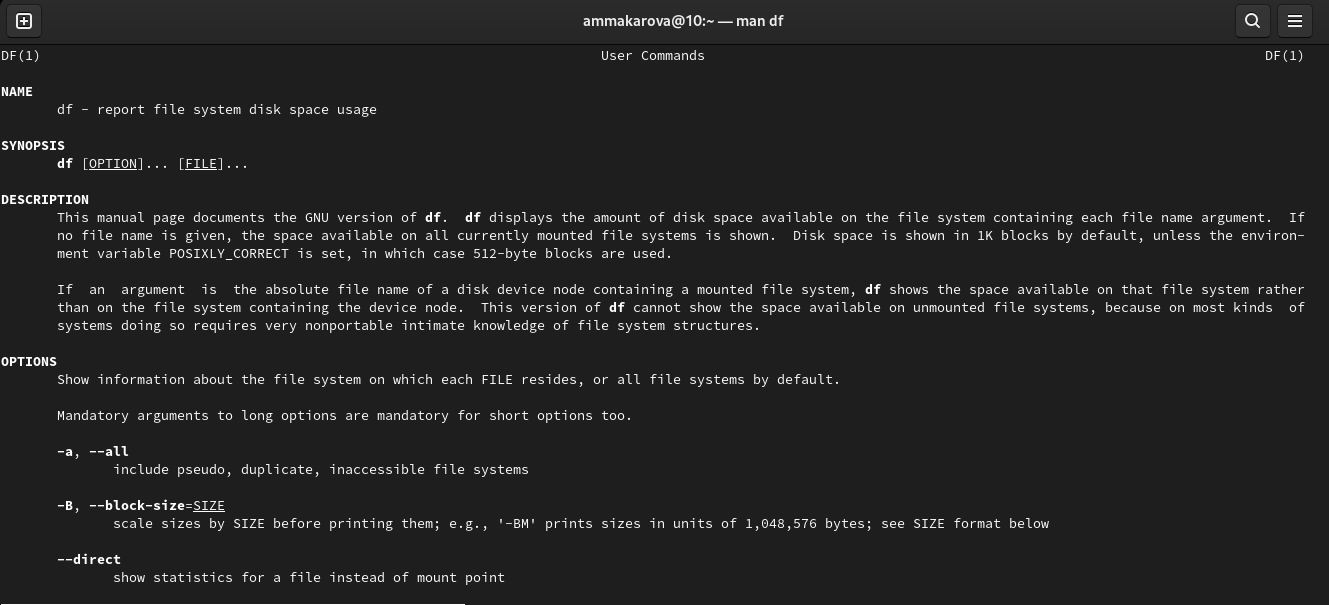 ammakarova@10:~ — man df
DF(1) User Commands DF(1)
NAME
df - report file system disk space usage
SYNOPSIS
df [OPTION]... [FILE]...
DESCRIPTION
This manual page documents the GNU version of df.  df displays the amount of disk space available on the file system containing each file name argument.  If
no file name is given, the space available on all currently mounted file systems is shown.  Disk space is shown in 1K blocks by default, unless the environ-
ment variable POSIXLY_CORRECT is set, in which case 512-byte blocks are used.
If  an  argument  is  the absolute file name of a disk device node containing a mounted file system, df shows the space available on that file system rather
than on the file system containing the device node.  This version of df cannot show the space available on unmounted file systems, because on most kinds  of
systems doing so requires very nonportable intimate knowledge of file system structures.
OPTIONS
Show information about the file system on which each FILE resides, or all file systems by default.
Mandatory arguments to long options are mandatory for short options too.
-a, --all
include pseudo, duplicate, inaccessible file systems
-B, --block-size=SIZE
scale sizes by SIZE before printing them; e.g., '-BM' prints sizes in units of 1,048,576 bytes; see SIZE format below
--direct
show statistics for a file instead of mount point